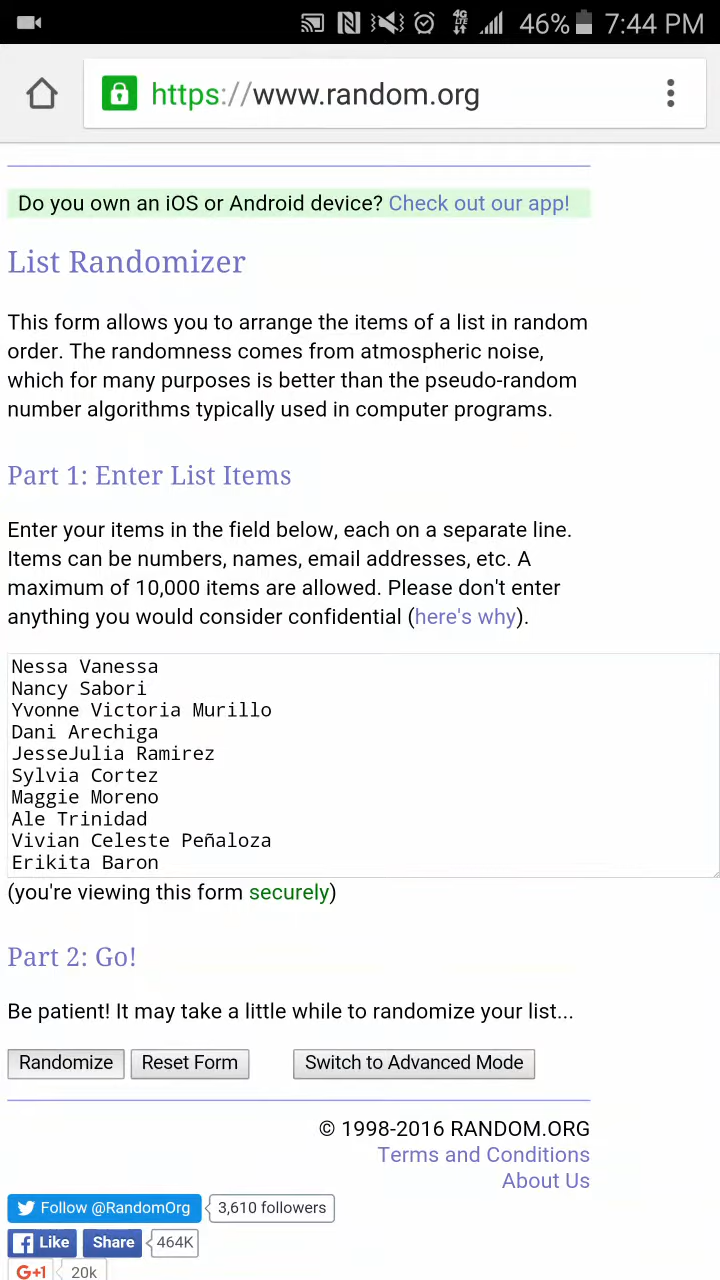 46% 7:44 PM
https://www.random.org
Do you own an iOS or Android device? Check out our app!
List Randomizer
This form allows you to arrange the items of a list in random
order. The randomness comes from atmospheric noise,
which for many purposes is better than the pseudo-random
number algorithms typically used in computer programs.
Part 1: Enter List Items
Enter your items in the field below, each on a separate line.
Items can be numbers, names, email addresses, etc. A
maximum of 10,000 items are allowed. Please don't enter
anything you would consider confidential (here's why).
Nessa Vanessa
Nancy Sabori
Yvonne Victoria Murillo
Dani Arechiga
JesseJulia Ramirez
Sylvia Cortez
Maggie Moreno
Ale Trinidad
Vivian Celeste Peñaloza
Erikita Baron
(you're viewing this form securely)
Part 2: Go!
Be patient! It may take a little while to randomize your list...
Randomize Reset Form Switch to Advanced Mode
© 1998-2016 RANDOM.ORG
Terms and Conditions
About Us
Follow @RandomOrg 3,610 followers
Like Share 464K
G+1 20k